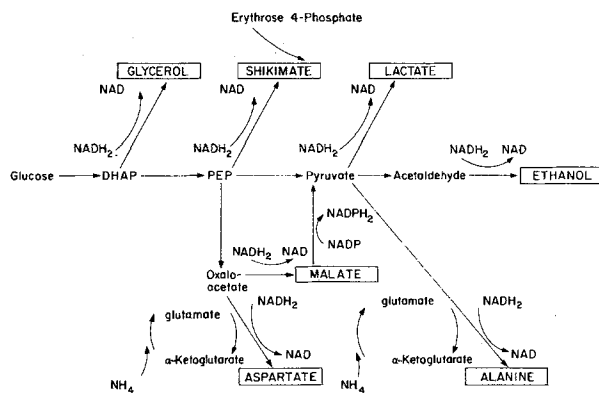 Erythrose 4-Phosphate
GLYCEROL SHIKIMATE LACTATE
NAD NAD NAD
NADH₂ NADH₂ NADH₂ NADH₂ NAD
Glucose DHAP PEP Pyruvate Acetaldehyde ETHANOL
NADPH₂
NADP
NADH₂ NAD
Oxalo-
acetate
MALATE
glutamate NADH₂ glutamate NADH₂
α-Ketoglutarate NAD α-Ketoglutarate NAD
NH₄ ASPARTATE NH₄ ALANINE